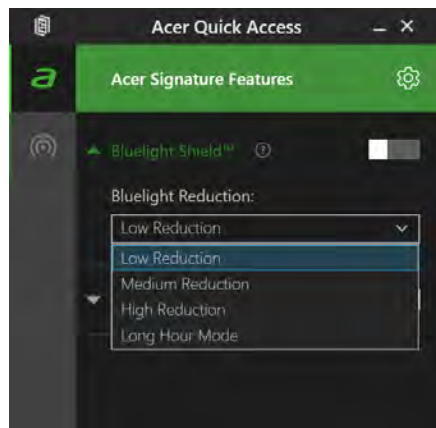 Acer Quick Access
a
Acer Signature Features
Bluelight Shield™
Bluelight Reduction:
Low Reduction
Low Reduction
Medium Reduction
High Reduction
Long Hour Mode